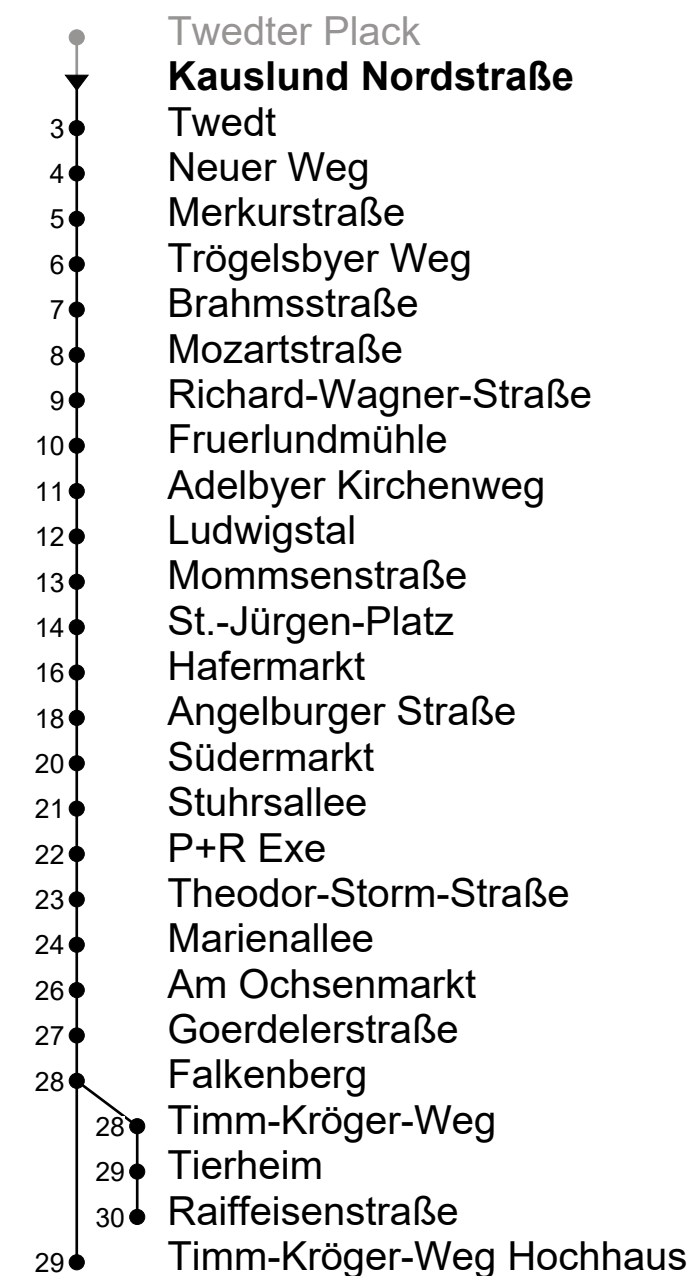 Twedter Plack
Kauslund Nordstraße
3 Twedt
4 Neuer Weg
5 Merkurstraße
6 Trögelsbyer Weg
7 Brahmsstraße
8 Mozartstraße
9 Richard-Wagner-Straße
10 Fruerlundmühle
11 Adelbyer Kirchenweg
12 Ludwigstal
13 Mommsenstraße
14 St.-Jürgen-Platz
16 Hafermarkt
18 Angelburger Straße
20 Südermarkt
21 Stuhrsallee
22 P+R Exe
23 Theodor-Storm-Straße
24 Marienallee
26 Am Ochsenmarkt
27 Goerdelerstraße
28 Falkenberg
28 Timm-Kröger-Weg
29 Tierheim
30 Raiffeisenstraße
29 Timm-Kröger-Weg Hochhaus